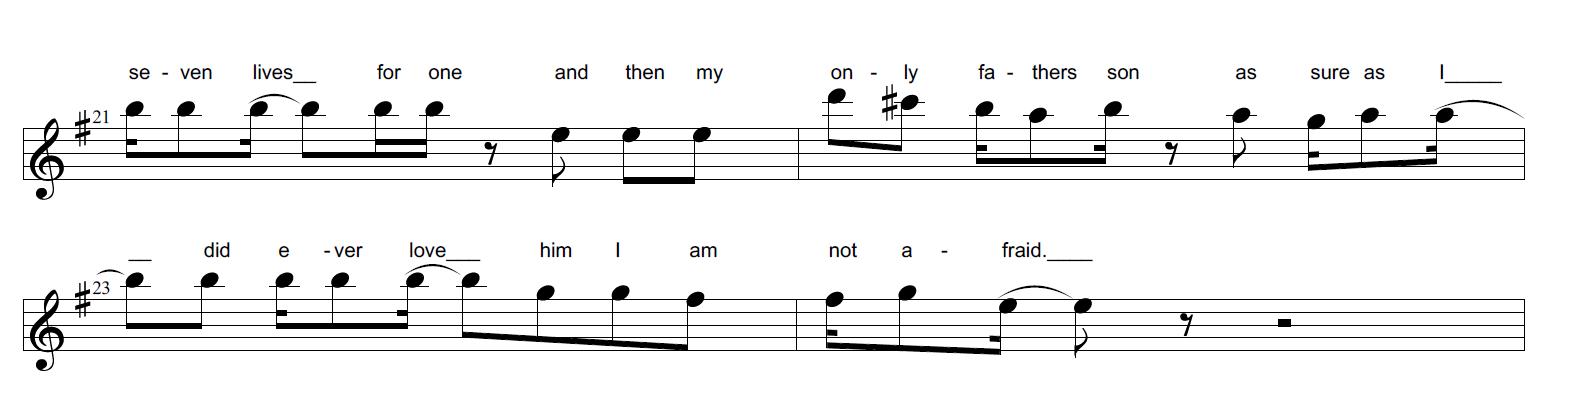 se - ven lives__ for one and then my on - ly fa - thers son as sure as I_____
21
__ did e - ver love___ him I am not a - fraid.____
23